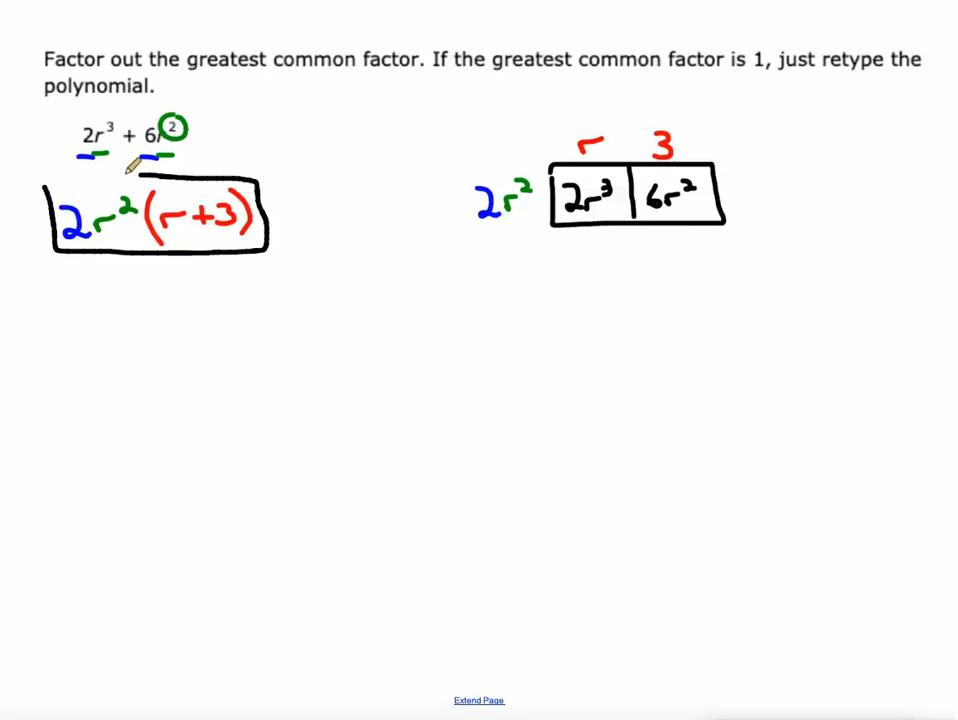 Factor out the greatest common factor. If the greatest common factor is 1, just retype the
polynomial.
2r³ + 6r²
2r²(r+3)
r 3
2r² 2r³ 6r²
Extend Page